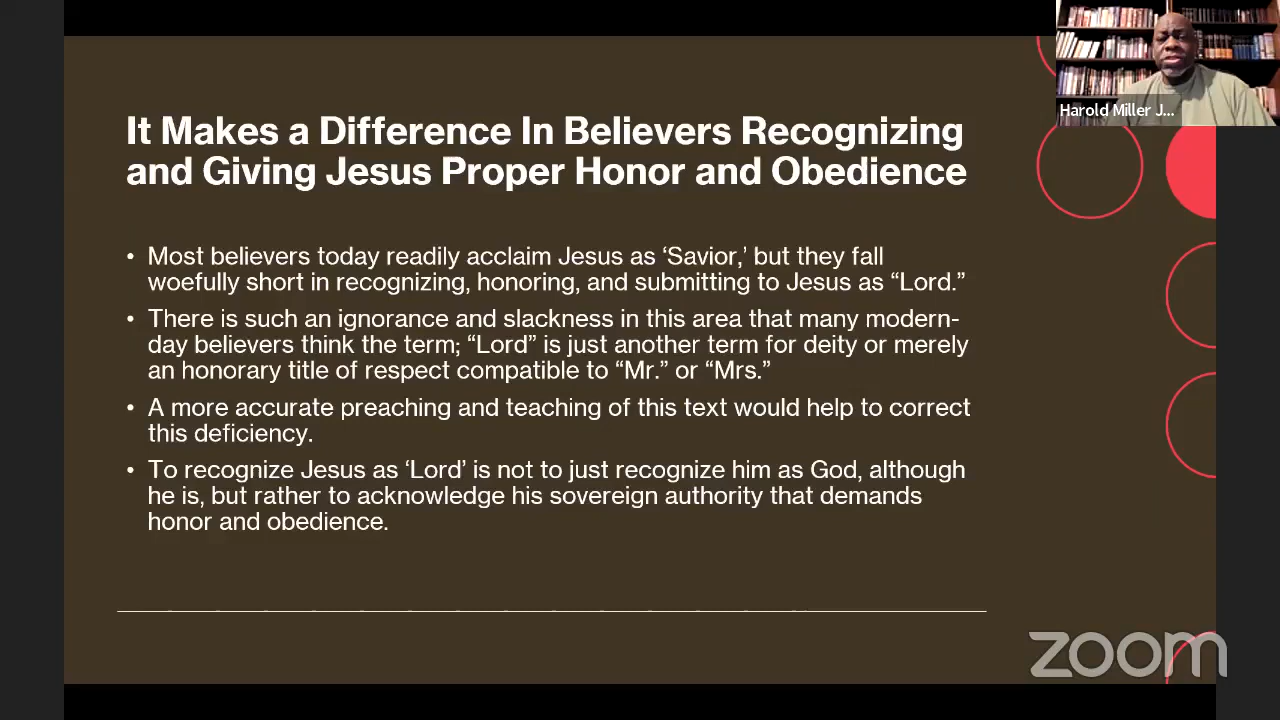 Harold Miller J...
It Makes a Difference In Believers Recognizing
and Giving Jesus Proper Honor and Obedience
• Most believers today readily acclaim Jesus as ‘Savior,’ but they fall
woefully short in recognizing, honoring, and submitting to Jesus as “Lord.”
• There is such an ignorance and slackness in this area that many modern-
day believers think the term; “Lord” is just another term for deity or merely
an honorary title of respect compatible to “Mr.” or “Mrs.”
• A more accurate preaching and teaching of this text would help to correct
this deficiency.
• To recognize Jesus as ‘Lord’ is not to just recognize him as God, although
he is, but rather to acknowledge his sovereign authority that demands
honor and obedience.
zoom